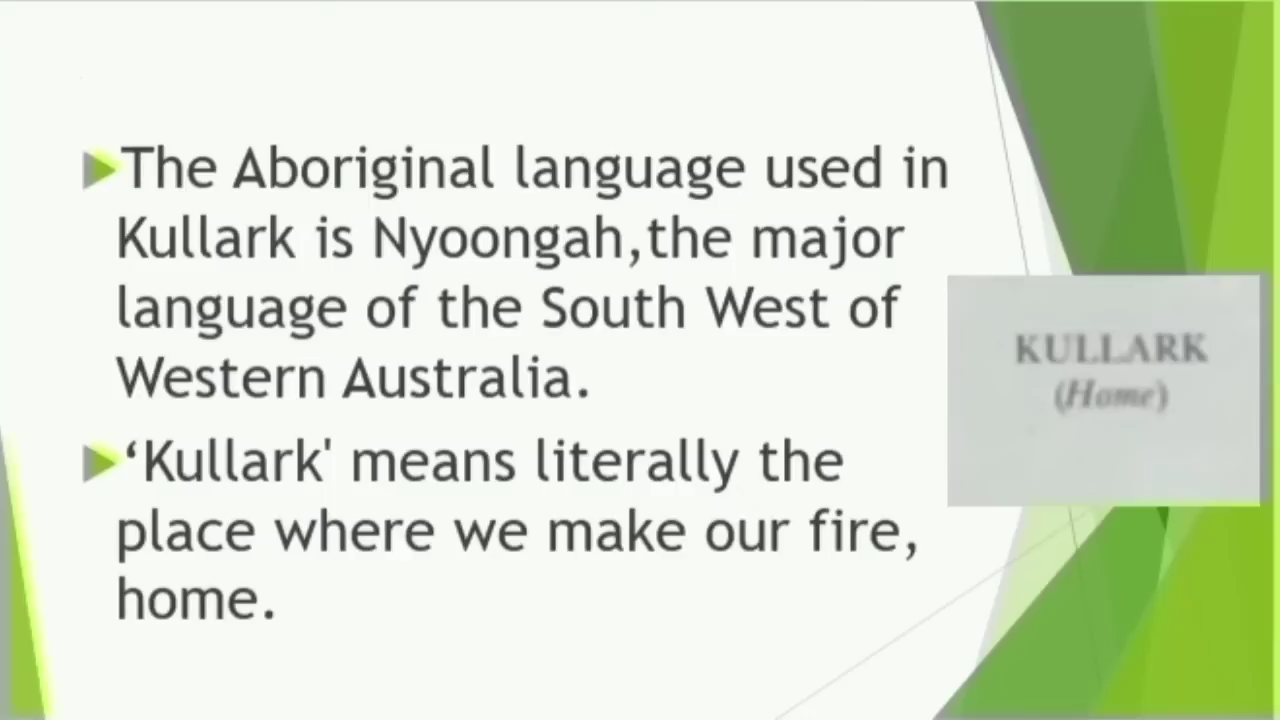 The Aboriginal language used in
Kullark is Nyoongah,the major
language of the South West of
Western Australia.
‘Kullark' means literally the
place where we make our fire,
home.
KULLARK
(Home)